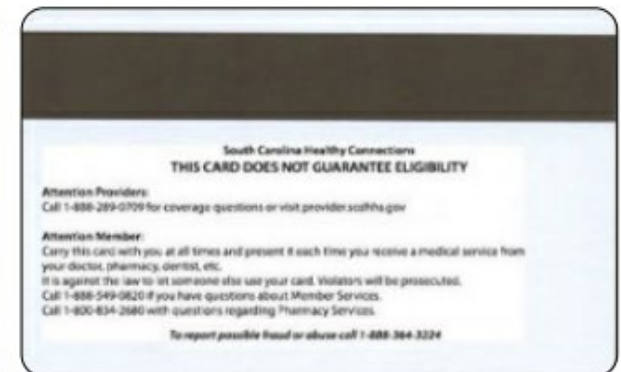 South Carolina Healthy Connections
THIS CARD DOES NOT GUARANTEE ELIGIBILITY
Attention Providers:
Call 1-888-289-0709 for coverage questions or visit provider.scdhhs.gov
Attention Member:
Carry this card with you at all times and present it each time you receive a medical service from
your doctor, pharmacy, dentist, etc.
It is against the law to let someone else use your card. Violators will be prosecuted.
Call 1-888-549-0820 if you have questions about Member Services.
Call 1-800-834-2680 with questions regarding Pharmacy Services.
To report possible fraud or abuse call 1-888-364-3224